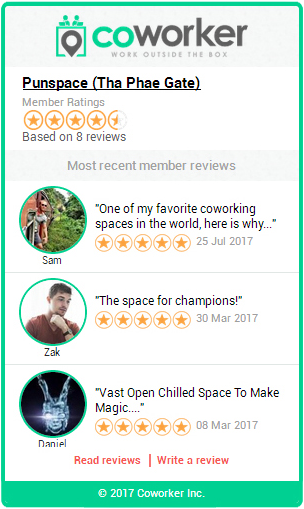 coworker
WORK OUTSIDE THE BOX
Punspace (Tha Phae Gate)
Member Ratings
Based on 8 reviews
Most recent member reviews
"One of my favorite coworking
spaces in the world, here is why..."
25 Jul 2017
Sam
"The space for champions!"
30 Mar 2017
Zak
"Vast Open Chilled Space To Make
Magic...."
08 Mar 2017
Daniel
Read reviews | Write a review
© 2017 Coworker Inc.